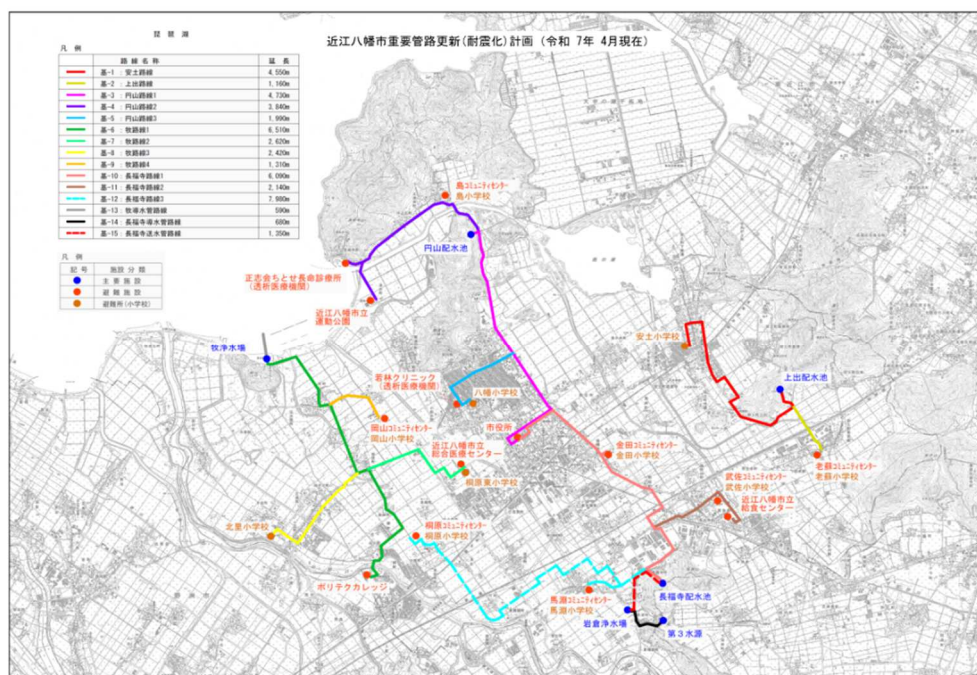 近江八幡市重要管路更新(耐震化)計画 (令和 7年 4月現在)
琵琶湖
凡例
路線名称 延長
基-1 : 安土路線 4,550m
基-2 : 上出路線 1,160m
基-3 : 円山路線1 4,730m
基-4 : 円山路線2 3,840m
基-5 : 円山路線3 1,990m
基-6 : 牧路線1 6,510m
基-7 : 牧路線2 2,620m
基-8 : 牧路線3 2,420m
基-9 : 牧路線4 1,310m
基-10 : 長福寺路線1 6,090m
基-11 : 長福寺路線2 2,140m
基-12 : 長福寺路線3 7,980m
基-13 : 牧導水管路線 590m
基-14 : 長福寺導水管路線 680m
基-15 : 長福寺送水管路線 1,350m
凡例
記号 施設分類
主要施設
避難施設
避難所(小学校)
島コミュニティセンター
島小学校
円山配水池
正志会ちとせ長命診療所
(透析医療機関)
近江八幡市立
運動公園
牧浄水場
若林クリニック
(透析医療機関)
八幡小学校
安土小学校
上出配水池
岡山コミュニティセンター
岡山小学校
市役所
近江八幡市立
総合医療センター
桐原東小学校
金田コミュニティセンター
金田小学校
武佐コミュニティセンター
武佐小学校
近江八幡市立
給食センター
老蘇コミュニティセンター
老蘇小学校
北里小学校
桐原コミュニティセンター
桐原小学校
ポリテクカレッジ
馬淵コミュニティセンター
馬淵小学校
長福寺配水池
岩倉浄水場
第3水源